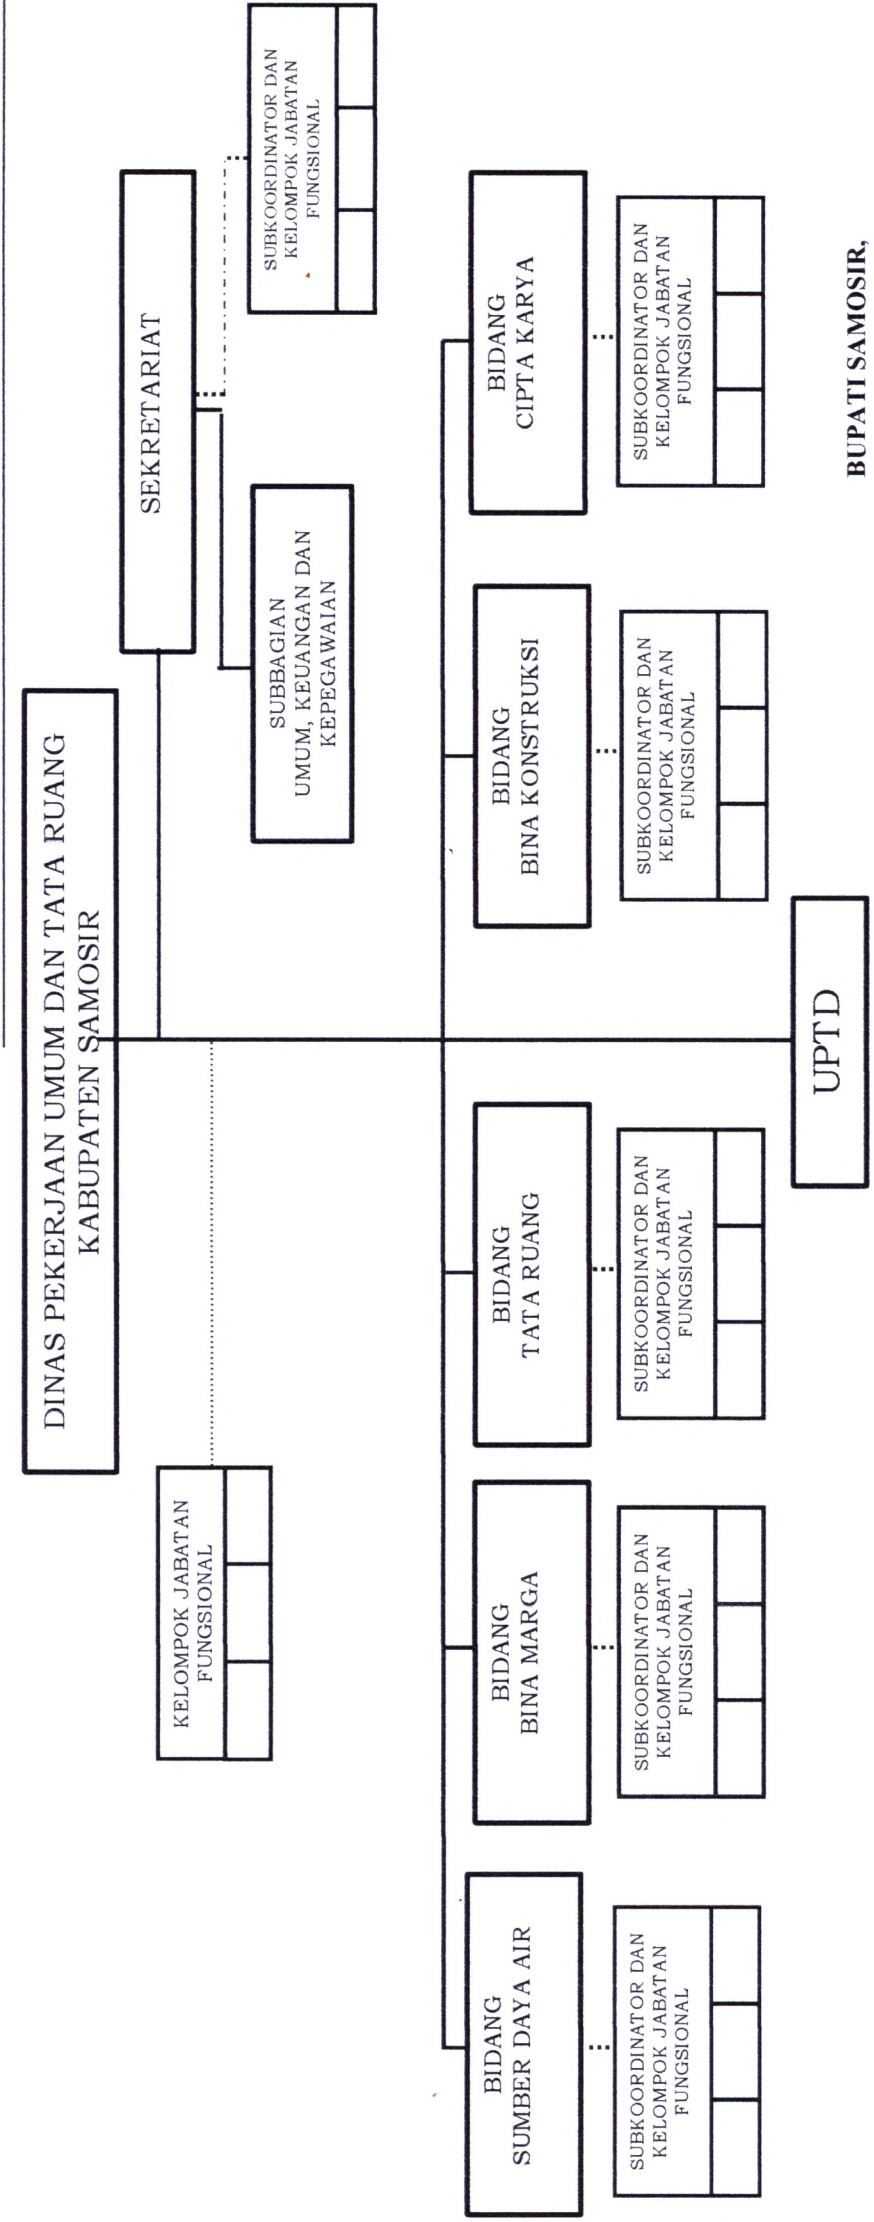 DINAS PEKERJAAN UMUM DAN TATA RUANG
KABUPATEN SAMOSIR
SEKRETARIAT
KELOMPOK JABATAN
FUNGSIONAL
SUBBAGIAN
UMUM, KEUANGAN DAN
KEPEGAWAIAN
SUBKOORDINATOR DAN
KELOMPOK JABATAN
FUNGSIONAL
BIDANG
SUMBER DAYA AIR
BIDANG
BINA MARGA
BIDANG
TATA RUANG
BIDANG
BINA KONSTRUKSI
BIDANG
CIPTA KARYA
SUBKOORDINATOR DAN
KELOMPOK JABATAN
FUNGSIONAL
SUBKOORDINATOR DAN
KELOMPOK JABATAN
FUNGSIONAL
SUBKOORDINATOR DAN
KELOMPOK JABATAN
FUNGSIONAL
SUBKOORDINATOR DAN
KELOMPOK JABATAN
FUNGSIONAL
SUBKOORDINATOR DAN
KELOMPOK JABATAN
FUNGSIONAL
UPTD
BUPATI SAMOSIR,